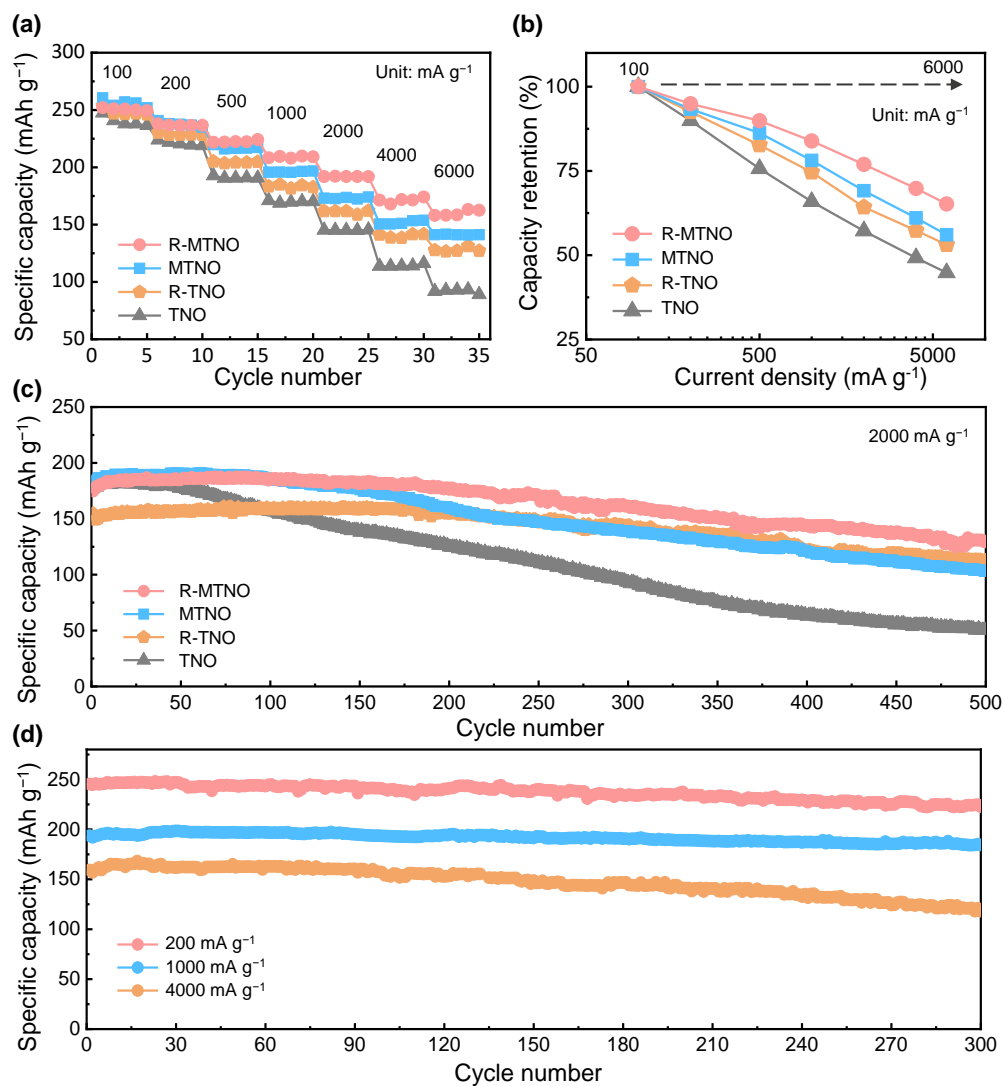 (a)
300
250
200
150
100
50
Specific capacity (mAh g⁻¹)
100
200
500
1000
2000
4000
6000
Unit: mA g⁻¹
R-MTNO
MTNO
R-TNO
TNO
0 5 10 15 20 25 30 35
Cycle number
(b)
100
75
50
25
Capacity retention (%)
100
6000
Unit: mA g⁻¹
R-MTNO
MTNO
R-TNO
TNO
50 500 5000
Current density (mA g⁻¹)
(c)
250
200
150
100
50
0
Specific capacity (mAh g⁻¹)
2000 mA g⁻¹
R-MTNO
MTNO
R-TNO
TNO
0 50 100 150 200 250 300 350 400 450 500
Cycle number
(d)
250
200
150
100
50
0
Specific capacity (mAh g⁻¹)
200 mA g⁻¹
1000 mA g⁻¹
4000 mA g⁻¹
0 30 60 90 120 150 180 210 240 270 300
Cycle number